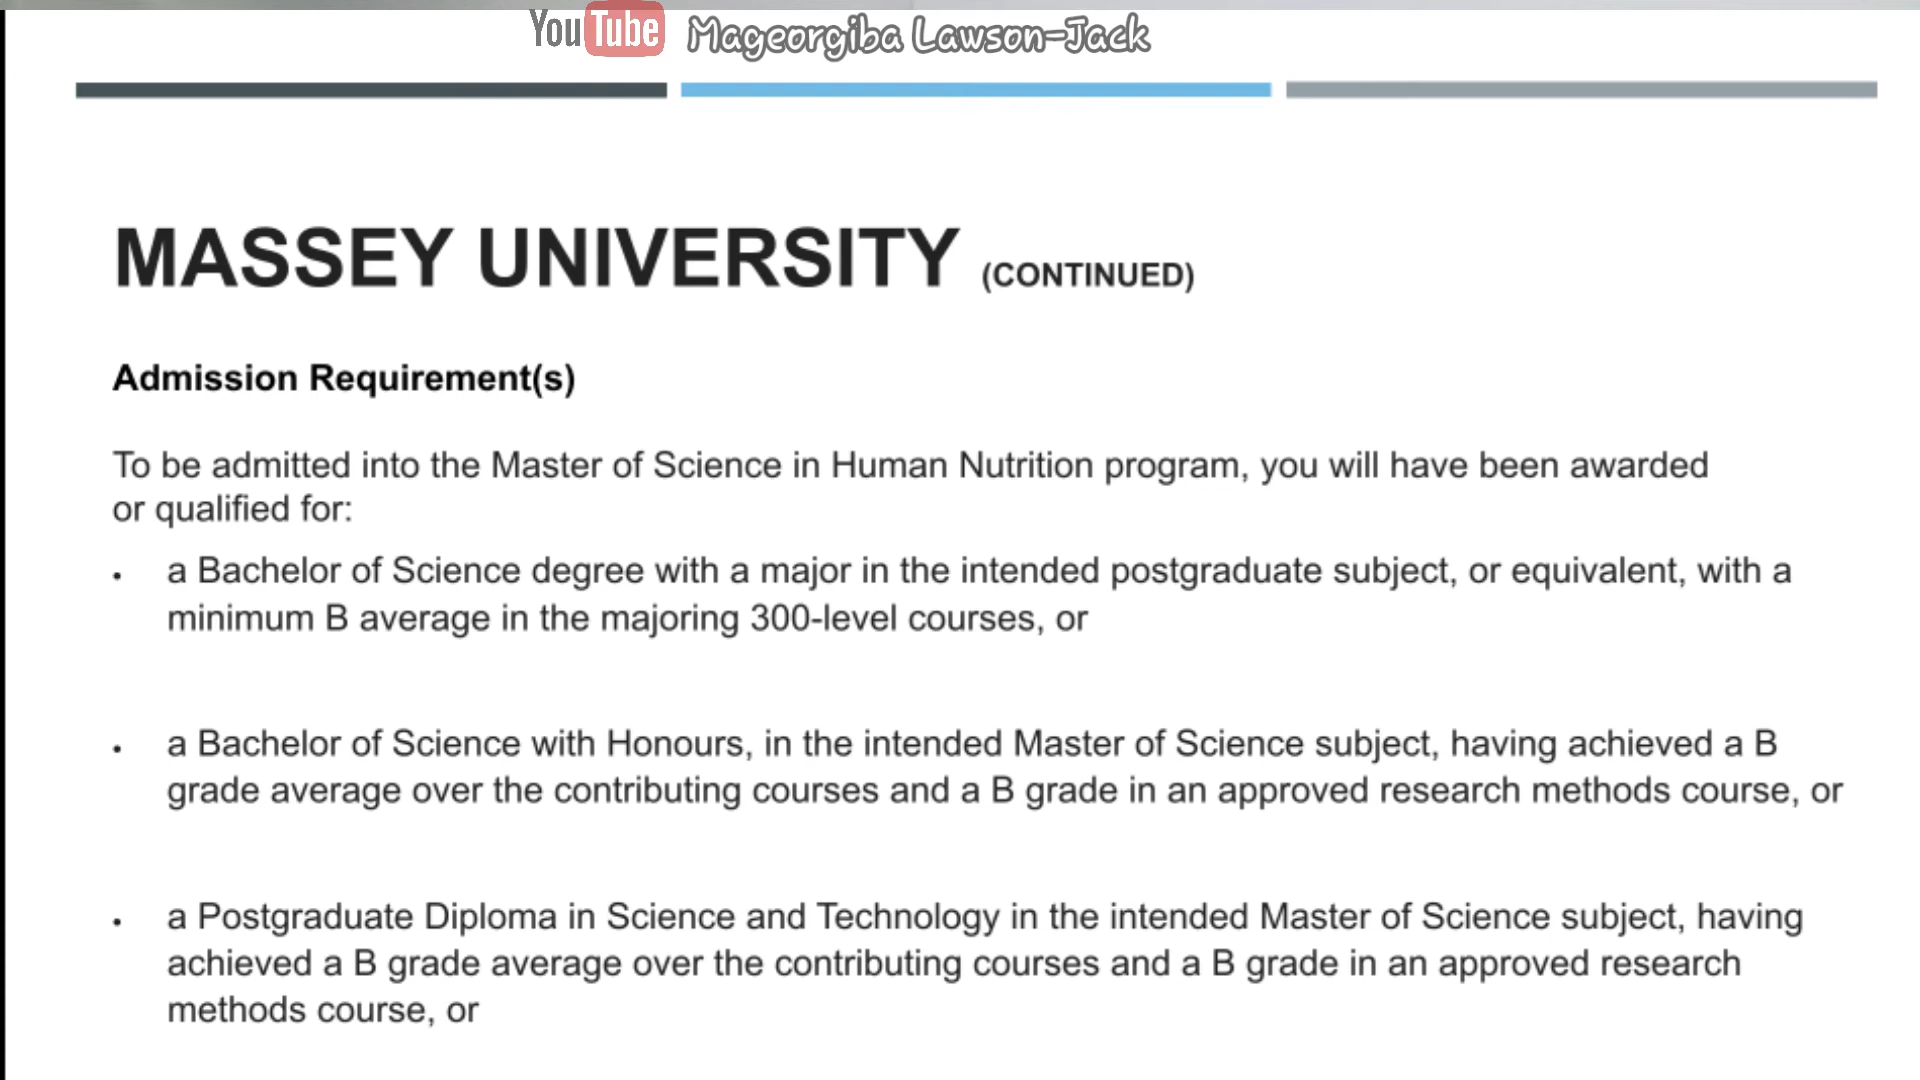 YouTube Mageorgiba Lawson-Jack
MASSEY UNIVERSITY (CONTINUED)
Admission Requirement(s)
To be admitted into the Master of Science in Human Nutrition program, you will have been awarded
or qualified for:
• a Bachelor of Science degree with a major in the intended postgraduate subject, or equivalent, with a
minimum B average in the majoring 300-level courses, or
• a Bachelor of Science with Honours, in the intended Master of Science subject, having achieved a B
grade average over the contributing courses and a B grade in an approved research methods course, or
• a Postgraduate Diploma in Science and Technology in the intended Master of Science subject, having
achieved a B grade average over the contributing courses and a B grade in an approved research
methods course, or